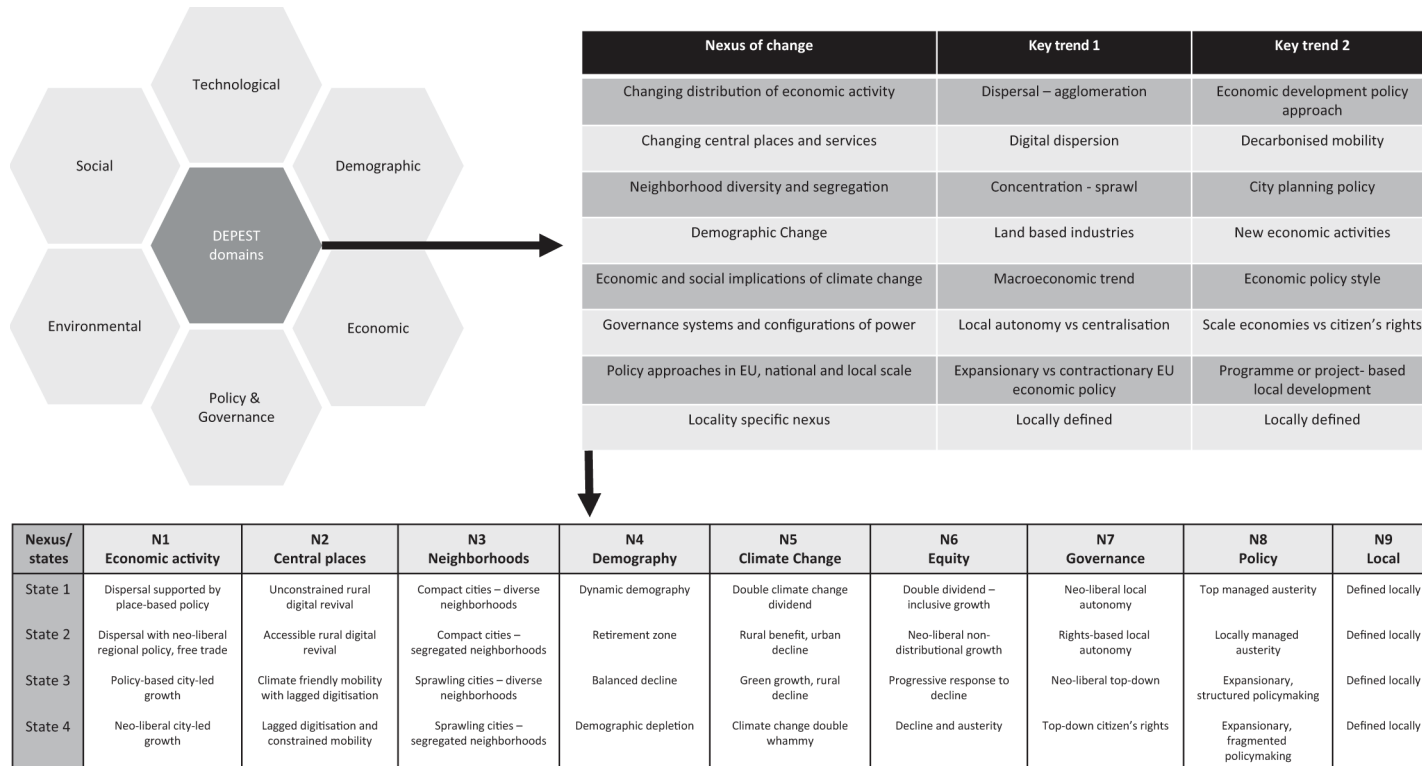 Technological
Social
Demographic
DEPEST
domains
Environmental
Economic
Policy &
Governance
Nexus of change Key trend 1 Key trend 2
Changing distribution of economic activity Dispersal – agglomeration Economic development policy
approach
Changing central places and services Digital dispersion Decarbonised mobility
Neighborhood diversity and segregation Concentration - sprawl City planning policy
Demographic Change Land based industries New economic activities
Economic and social implications of climate change Macroeconomic trend Economic policy style
Governance systems and configurations of power Local autonomy vs centralisation Scale economies vs citizen's rights
Policy approaches in EU, national and local scale Expansionary vs contractionary EU Programme or project- based
economic policy local development
Locality specific nexus Locally defined Locally defined
Nexus/ N1 N2 N3 N4 N5 N6 N7 N8 N9
states Economic activity Central places Neighborhoods Demography Climate Change Equity Governance Policy Local
State 1 Dispersal supported by Unconstrained rural Compact cities – diverse Dynamic demography Double climate change Double dividend – Neo-liberal local Top managed austerity Defined locally
place-based policy digital revival neighborhoods dividend inclusive growth autonomy
State 2 Dispersal with neo-liberal Accessible rural digital Compact cities – Retirement zone Rural benefit, urban Neo-liberal non- Rights-based local Locally managed Defined locally
regional policy, free trade revival segregated neighborhoods decline distributional growth autonomy austerity
State 3 Policy-based city-led Climate friendly mobility Sprawling cities – diverse Balanced decline Green growth, rural Progressive response to Neo-liberal top-down Expansionary, Defined locally
growth with lagged digitisation neighborhoods decline decline structured policymaking
State 4 Neo-liberal city-led Lagged digitisation and Sprawling cities – Demographic depletion Climate change double Decline and austerity Top-down citizen's rights Expansionary, Defined locally
growth constrained mobility segregated neighborhoods whammy fragmented
policymaking